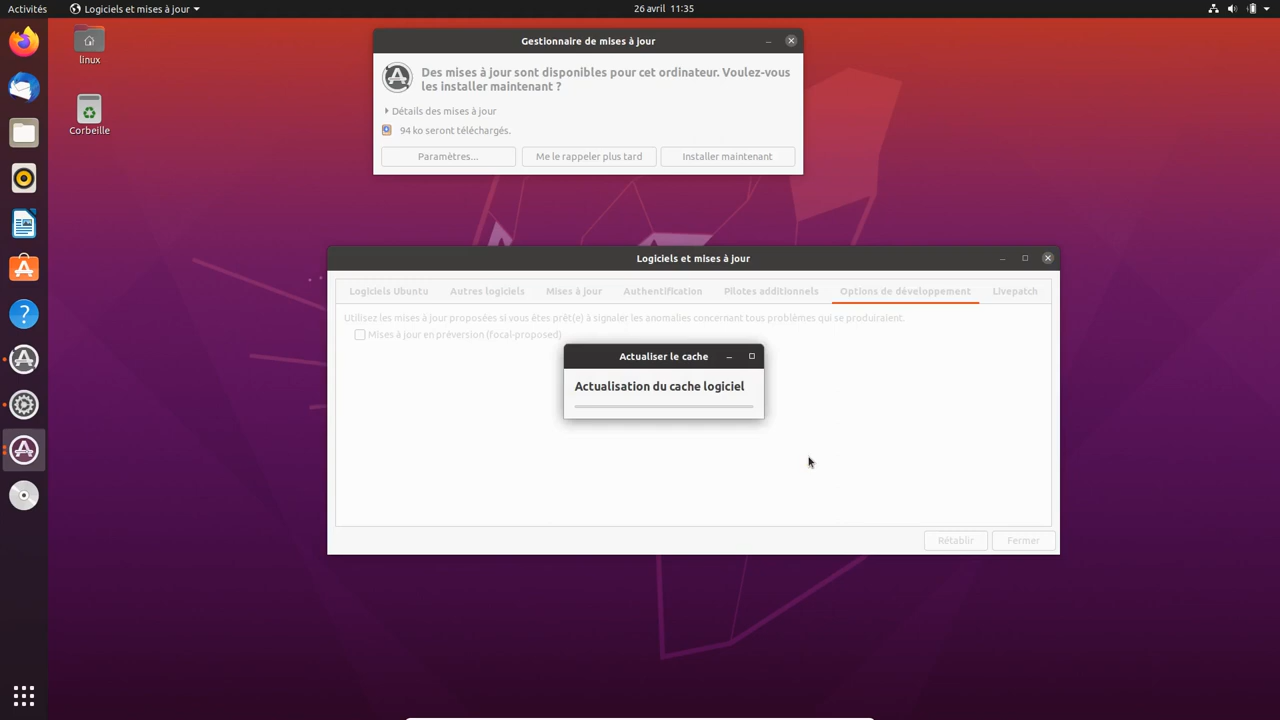 Activités
Logiciels et mises à jour
26 avril 11:35
linux
Corbeille
Gestionnaire de mises à jour
Des mises à jour sont disponibles pour cet ordinateur. Voulez-vous
les installer maintenant ?
Détails des mises à jour
94 ko seront téléchargés.
Paramètres...
Me le rappeler plus tard
Installer maintenant
Logiciels et mises à jour
Logiciels Ubuntu
Autres logiciels
Mises à jour
Authentification
Pilotes additionnels
Options de développement
Livepatch
Utilisez les mises à jour proposées si vous êtes prêt(e) à signaler les anomalies concernant tous problèmes qui se produiraient.
Mises à jour en préversion (focal-proposed)
Actualiser le cache
Actualisation du cache logiciel
Rétablir
Fermer